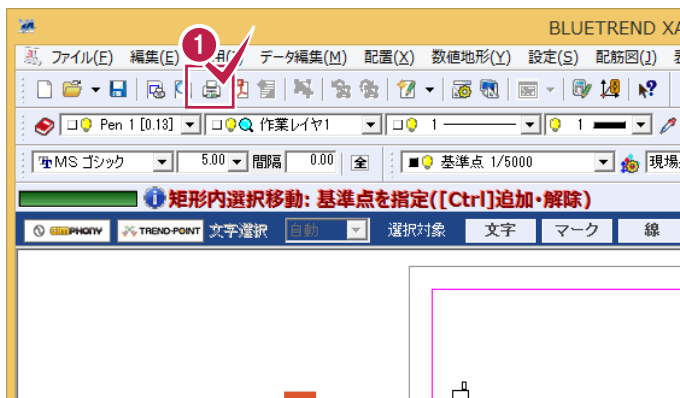 BLUETREND XA
ファイル(F) 編集(E) データ編集(M) 配置(X) 数値地形(Y) 設定(S) 配筋図(J)
1
Pen 1 [0.13] 作業レイヤ1 1 1
MS ゴシック 5.00 間隔 0.00 全 基準点 1/5000 現場
矩形内選択移動: 基準点を指定([Ctrl]追加・解除)
SIMPHONY TREND-POINT 文字選択 自動 選択対象 文字 マーク 線